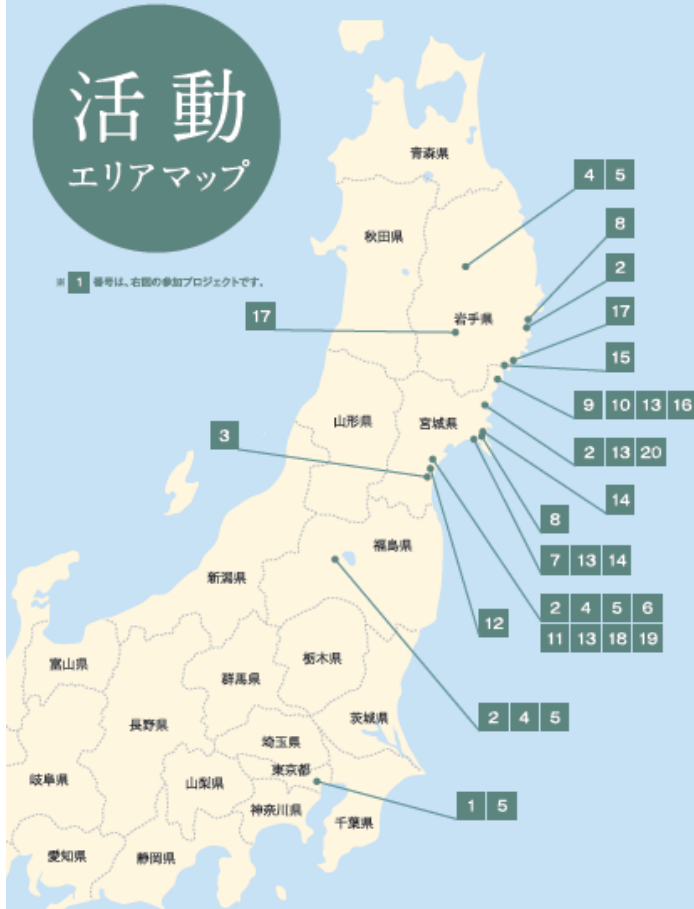 活動
エリアマップ
※ 1 番号は、右図の参加プロジェクトです。
青森県
4 5
秋田県
8
2
17
岩手県
17
15
9 10 13 16
山形県
宮城県
3
2 13 20
14
8
福島県
7 13 14
新潟県
2 4 5 6
11 13 18 19
12
栃木県
富山県
群馬県
2 4 5
茨城県
長野県
埼玉県
東京都
岐阜県
山梨県
1 5
神奈川県
千葉県
愛知県
静岡県